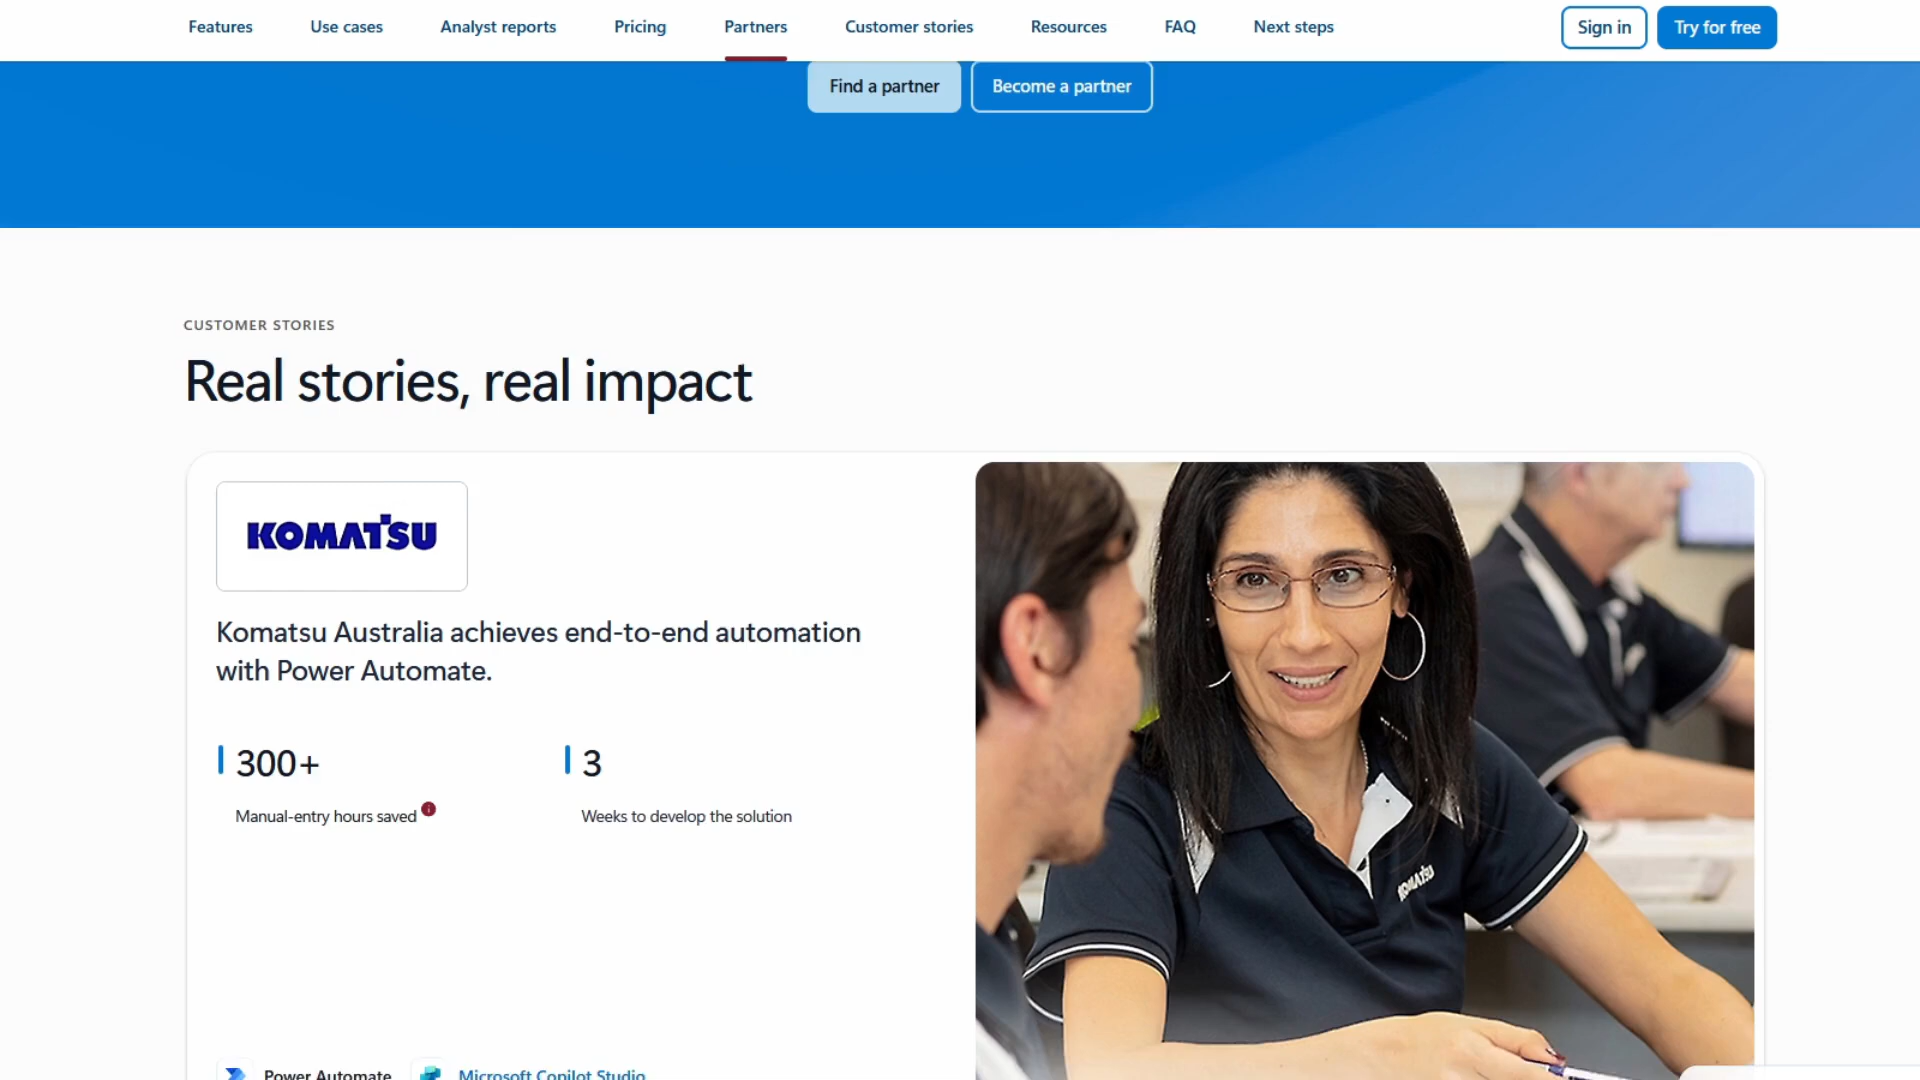 Features Use cases Analyst reports Pricing Partners Customer stories Resources FAQ Next steps Sign in Try for free
Find a partner Become a partner
CUSTOMER STORIES
Real stories, real impact
KOMATSU
Komatsu Australia achieves end-to-end automation
with Power Automate.
300+ 3
Manual-entry hours saved Weeks to develop the solution
KOMATSU
Power Automate Microsoft Copilot Studio